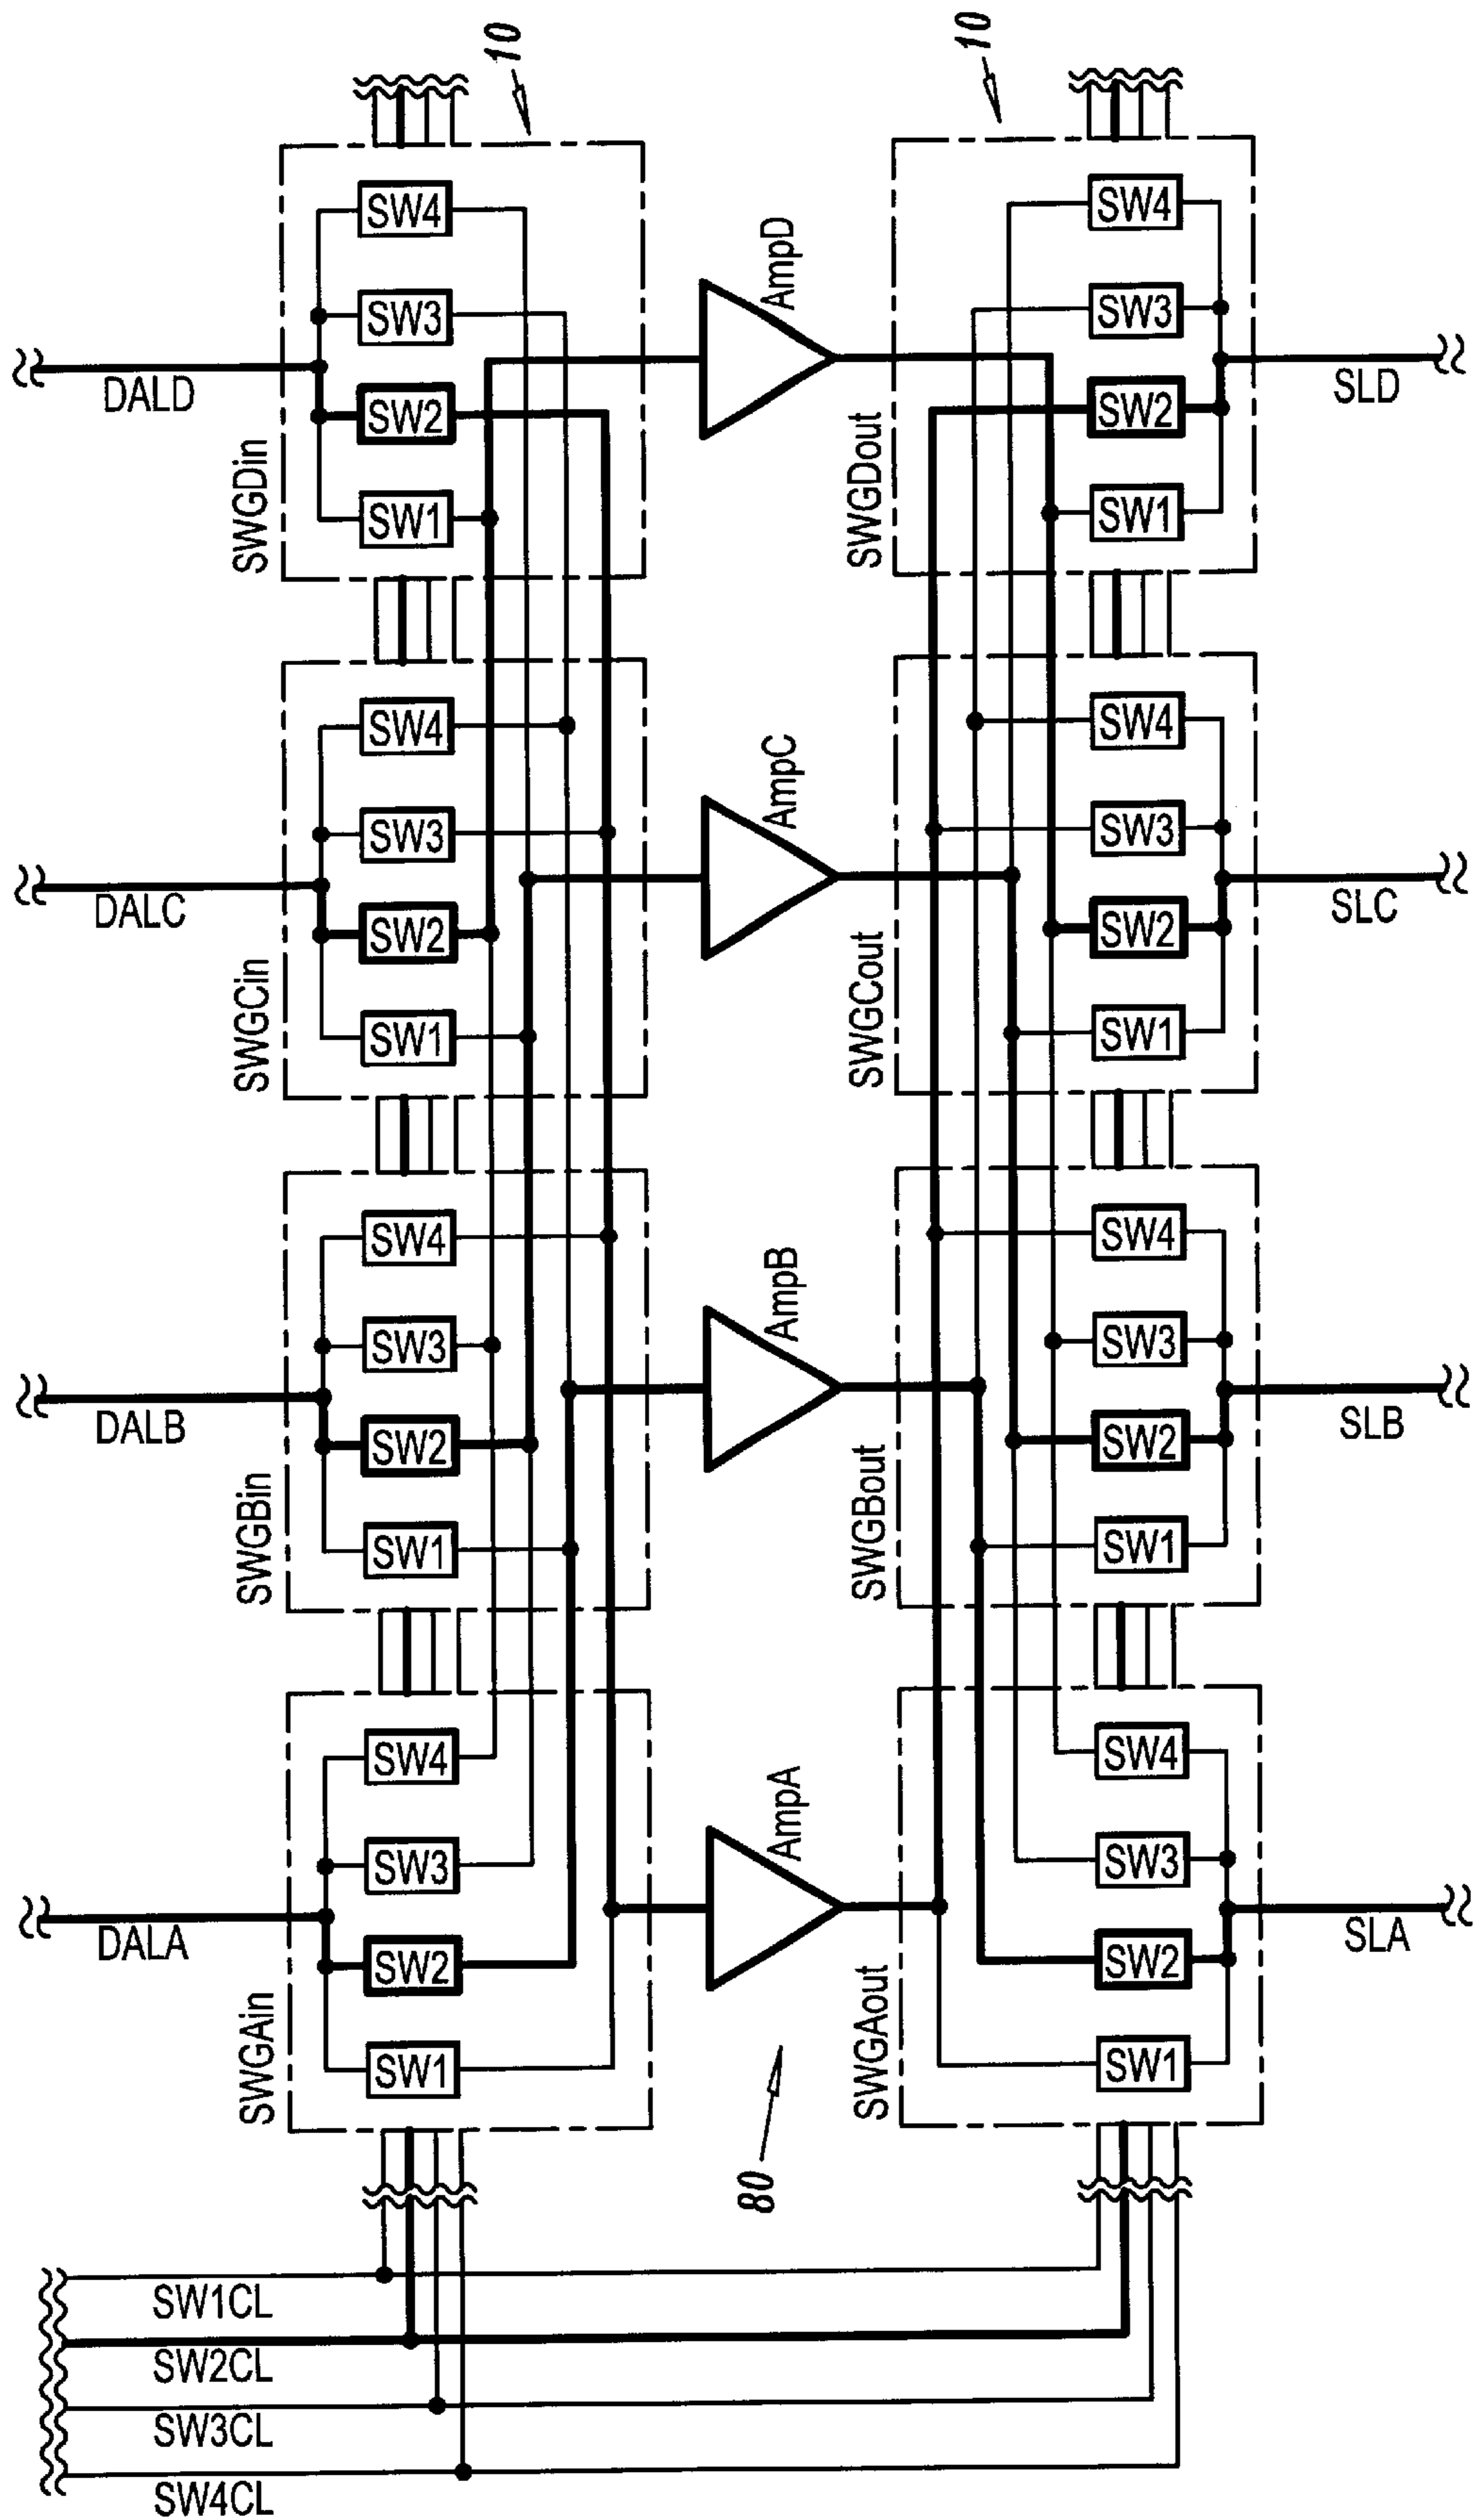 10
10
SWGDin
SW4
SW3
SW2
SW1
DALD
AmpD
SWGDout
SW4
SW3
SW2
SW1
SLD
SWGCin
SW4
SW3
SW2
SW1
DALC
AmpC
SWGCout
SW4
SW3
SW2
SW1
SLC
SWGBin
SW4
SW3
SW2
SW1
DALB
AmpB
SWGBout
SW4
SW3
SW2
SW1
SLB
SWGAin
SW4
SW3
SW2
SW1
DALA
AmpA
SWGAout
SW4
SW3
SW2
SW1
SLA
80
SW1CL
SW2CL
SW3CL
SW4CL